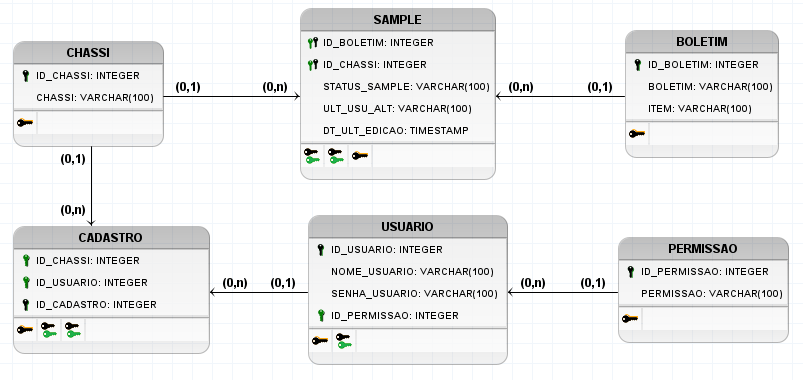 SAMPLE
ID_BOLETIM: INTEGER
ID_CHASSI: INTEGER
STATUS_SAMPLE: VARCHAR(100)
ULT_USU_ALT: VARCHAR(100)
DT_ULT_EDICAO: TIMESTAMP
CHASSI
ID_CHASSI: INTEGER
CHASSI: VARCHAR(100)
(0,1)
(0,n)
(0,n)
(0,1)
BOLETIM
ID_BOLETIM: INTEGER
BOLETIM: VARCHAR(100)
ITEM: VARCHAR(100)
(0,1)
(0,n)
CADASTRO
ID_CHASSI: INTEGER
ID_USUARIO: INTEGER
ID_CADASTRO: INTEGER
(0,n)
(0,1)
USUARIO
ID_USUARIO: INTEGER
NOME_USUARIO: VARCHAR(100)
SENHA_USUARIO: VARCHAR(100)
ID_PERMISSAO: INTEGER
(0,n)
(0,1)
PERMISSAO
ID_PERMISSAO: INTEGER
PERMISSAO: VARCHAR(100)